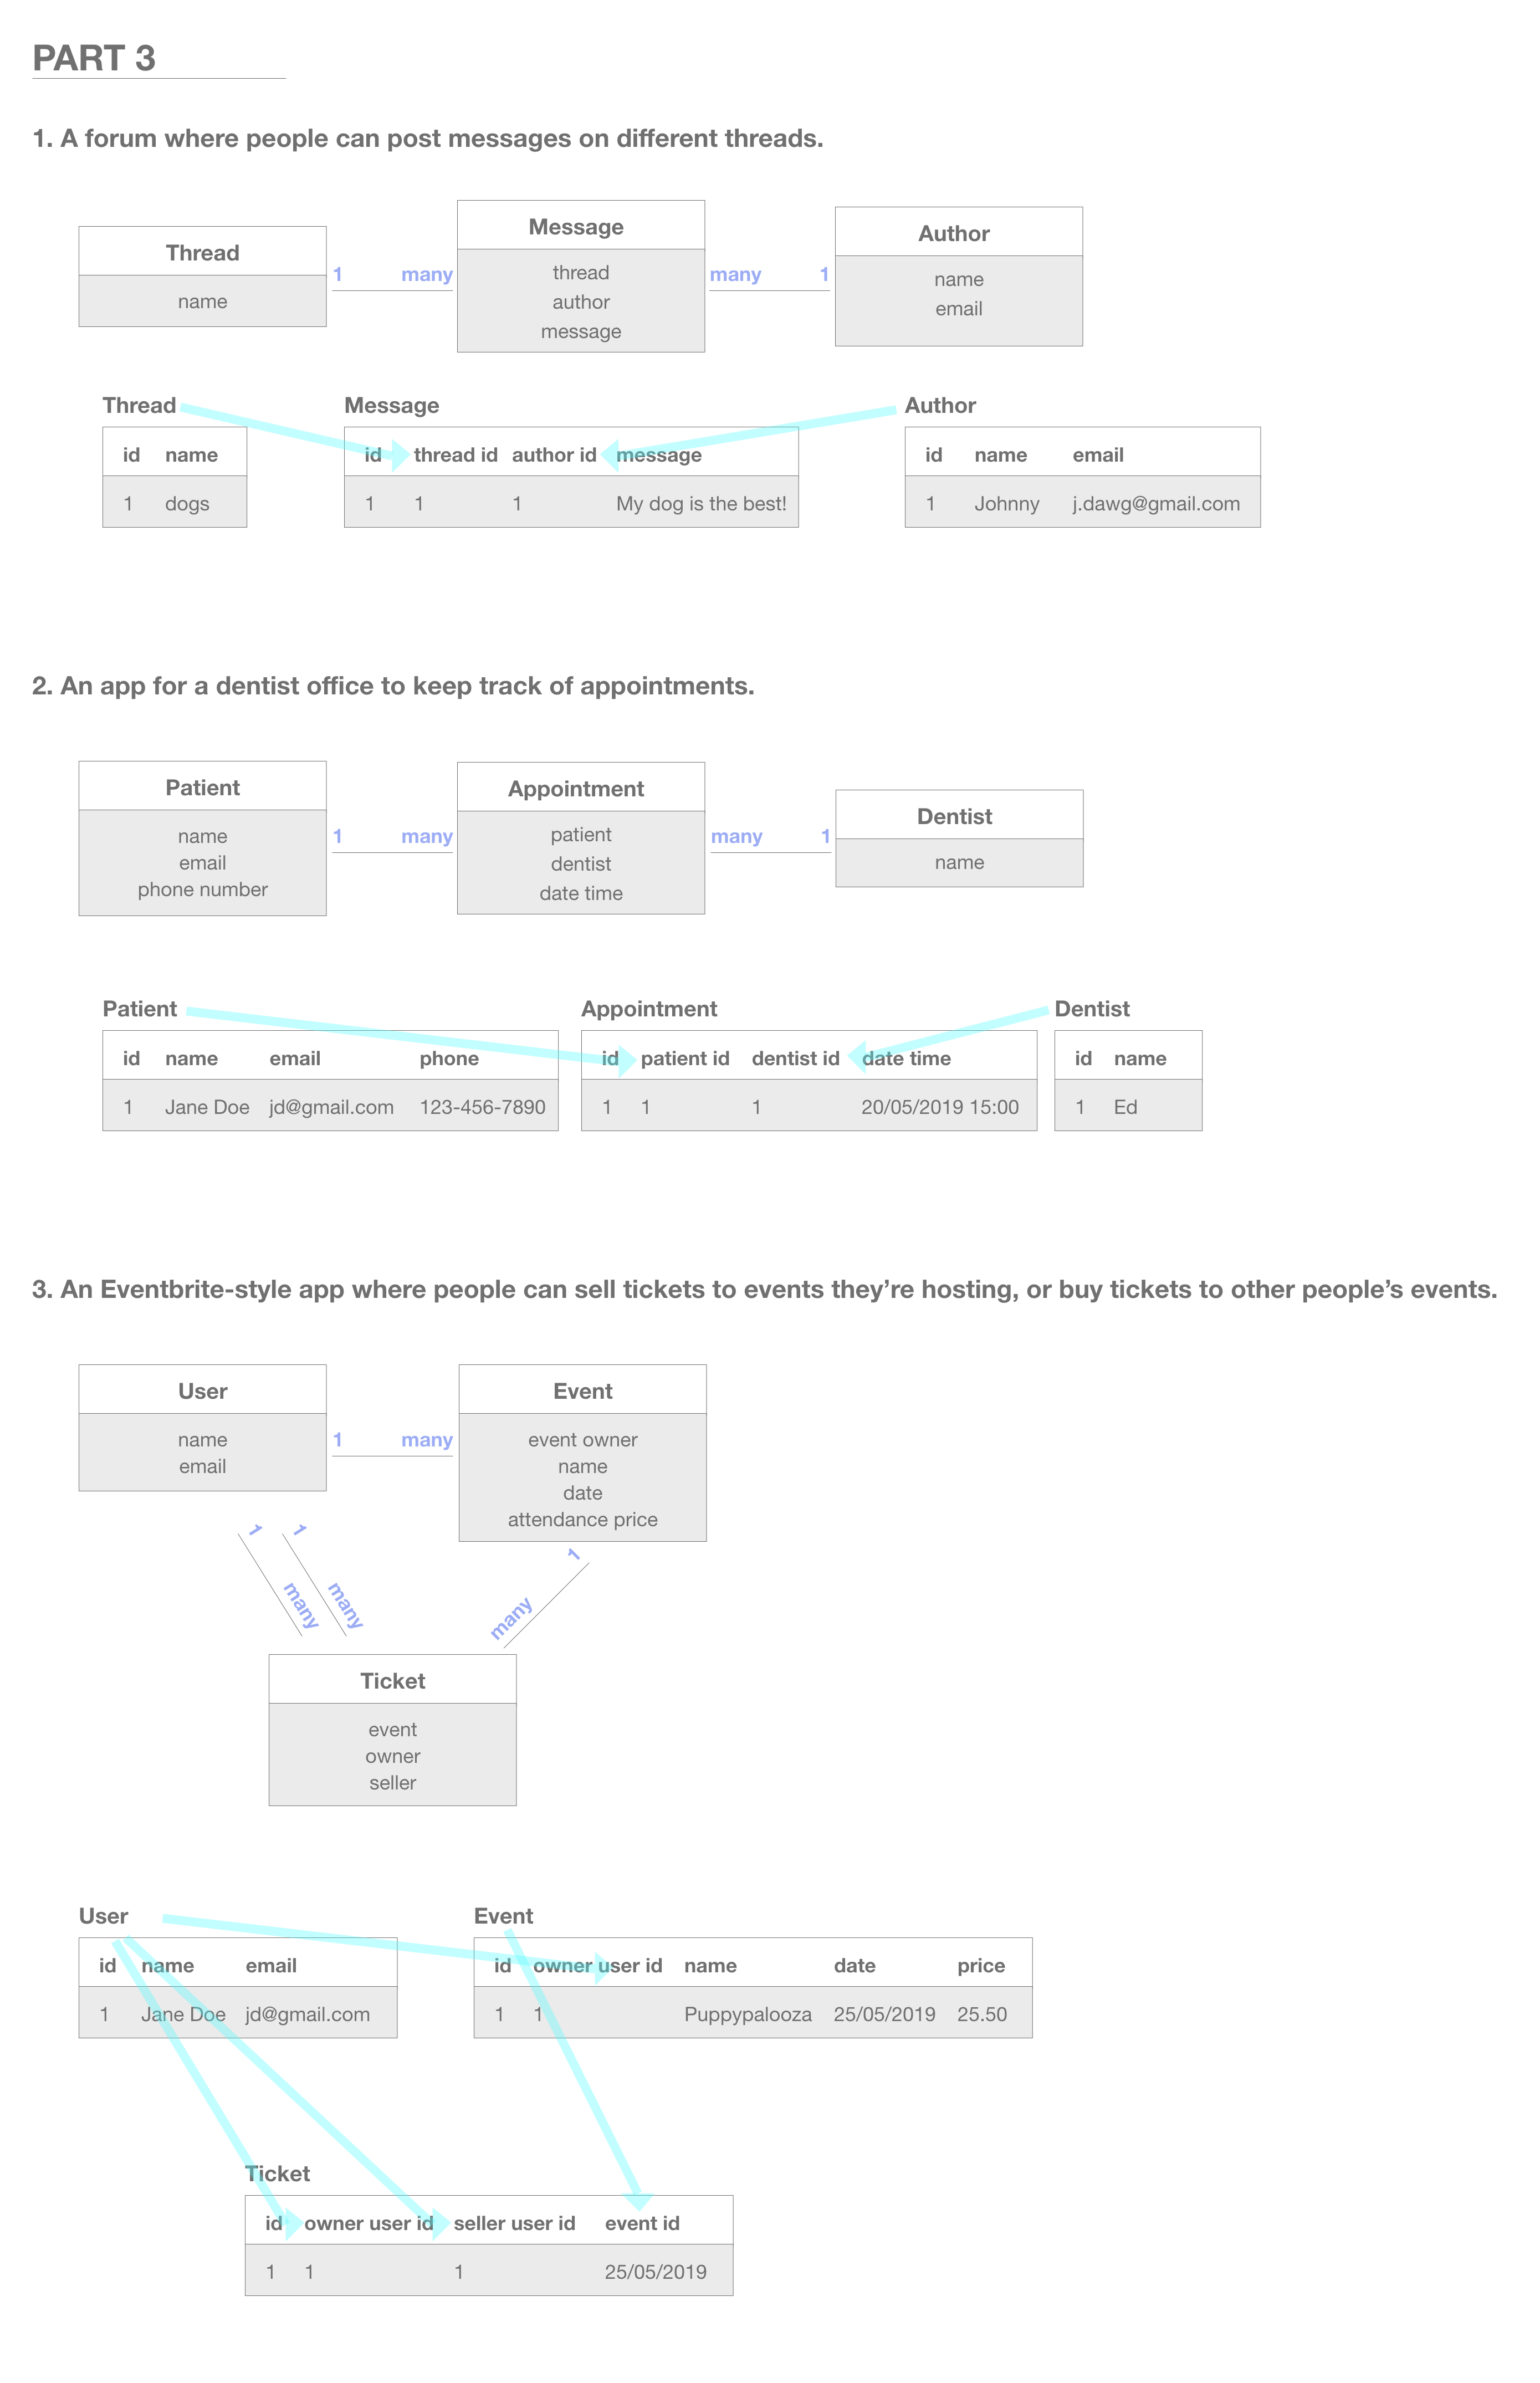 PART 3
1. A forum where people can post messages on different threads.
Thread
name
1 many
Message
thread
author
message
many 1
Author
name
email
Thread
id name
1 dogs
Message
id thread id author id message
1 1 1 My dog is the best!
Author
id name email
1 Johnny j.dawg@gmail.com
2. An app for a dentist office to keep track of appointments.
Patient
name
email
phone number
1 many
Appointment
patient
dentist
date time
many 1
Dentist
name
Patient
id name email phone
1 Jane Doe jd@gmail.com 123-456-7890
Appointment
id patient id dentist id date time
1 1 1 20/05/2019 15:00
Dentist
id name
1 Ed
3. An Eventbrite-style app where people can sell tickets to events they’re hosting, or buy tickets to other people’s events.
User
name
email
1 many
Event
event owner
name
date
attendance price
1 many
1 many
1 many
Ticket
event
owner
seller
User
id name email
1 Jane Doe jd@gmail.com
Event
id owner user id name date price
1 1 Puppypalooza 25/05/2019 25.50
Ticket
id owner user id seller user id event id
1 1 1 25/05/2019